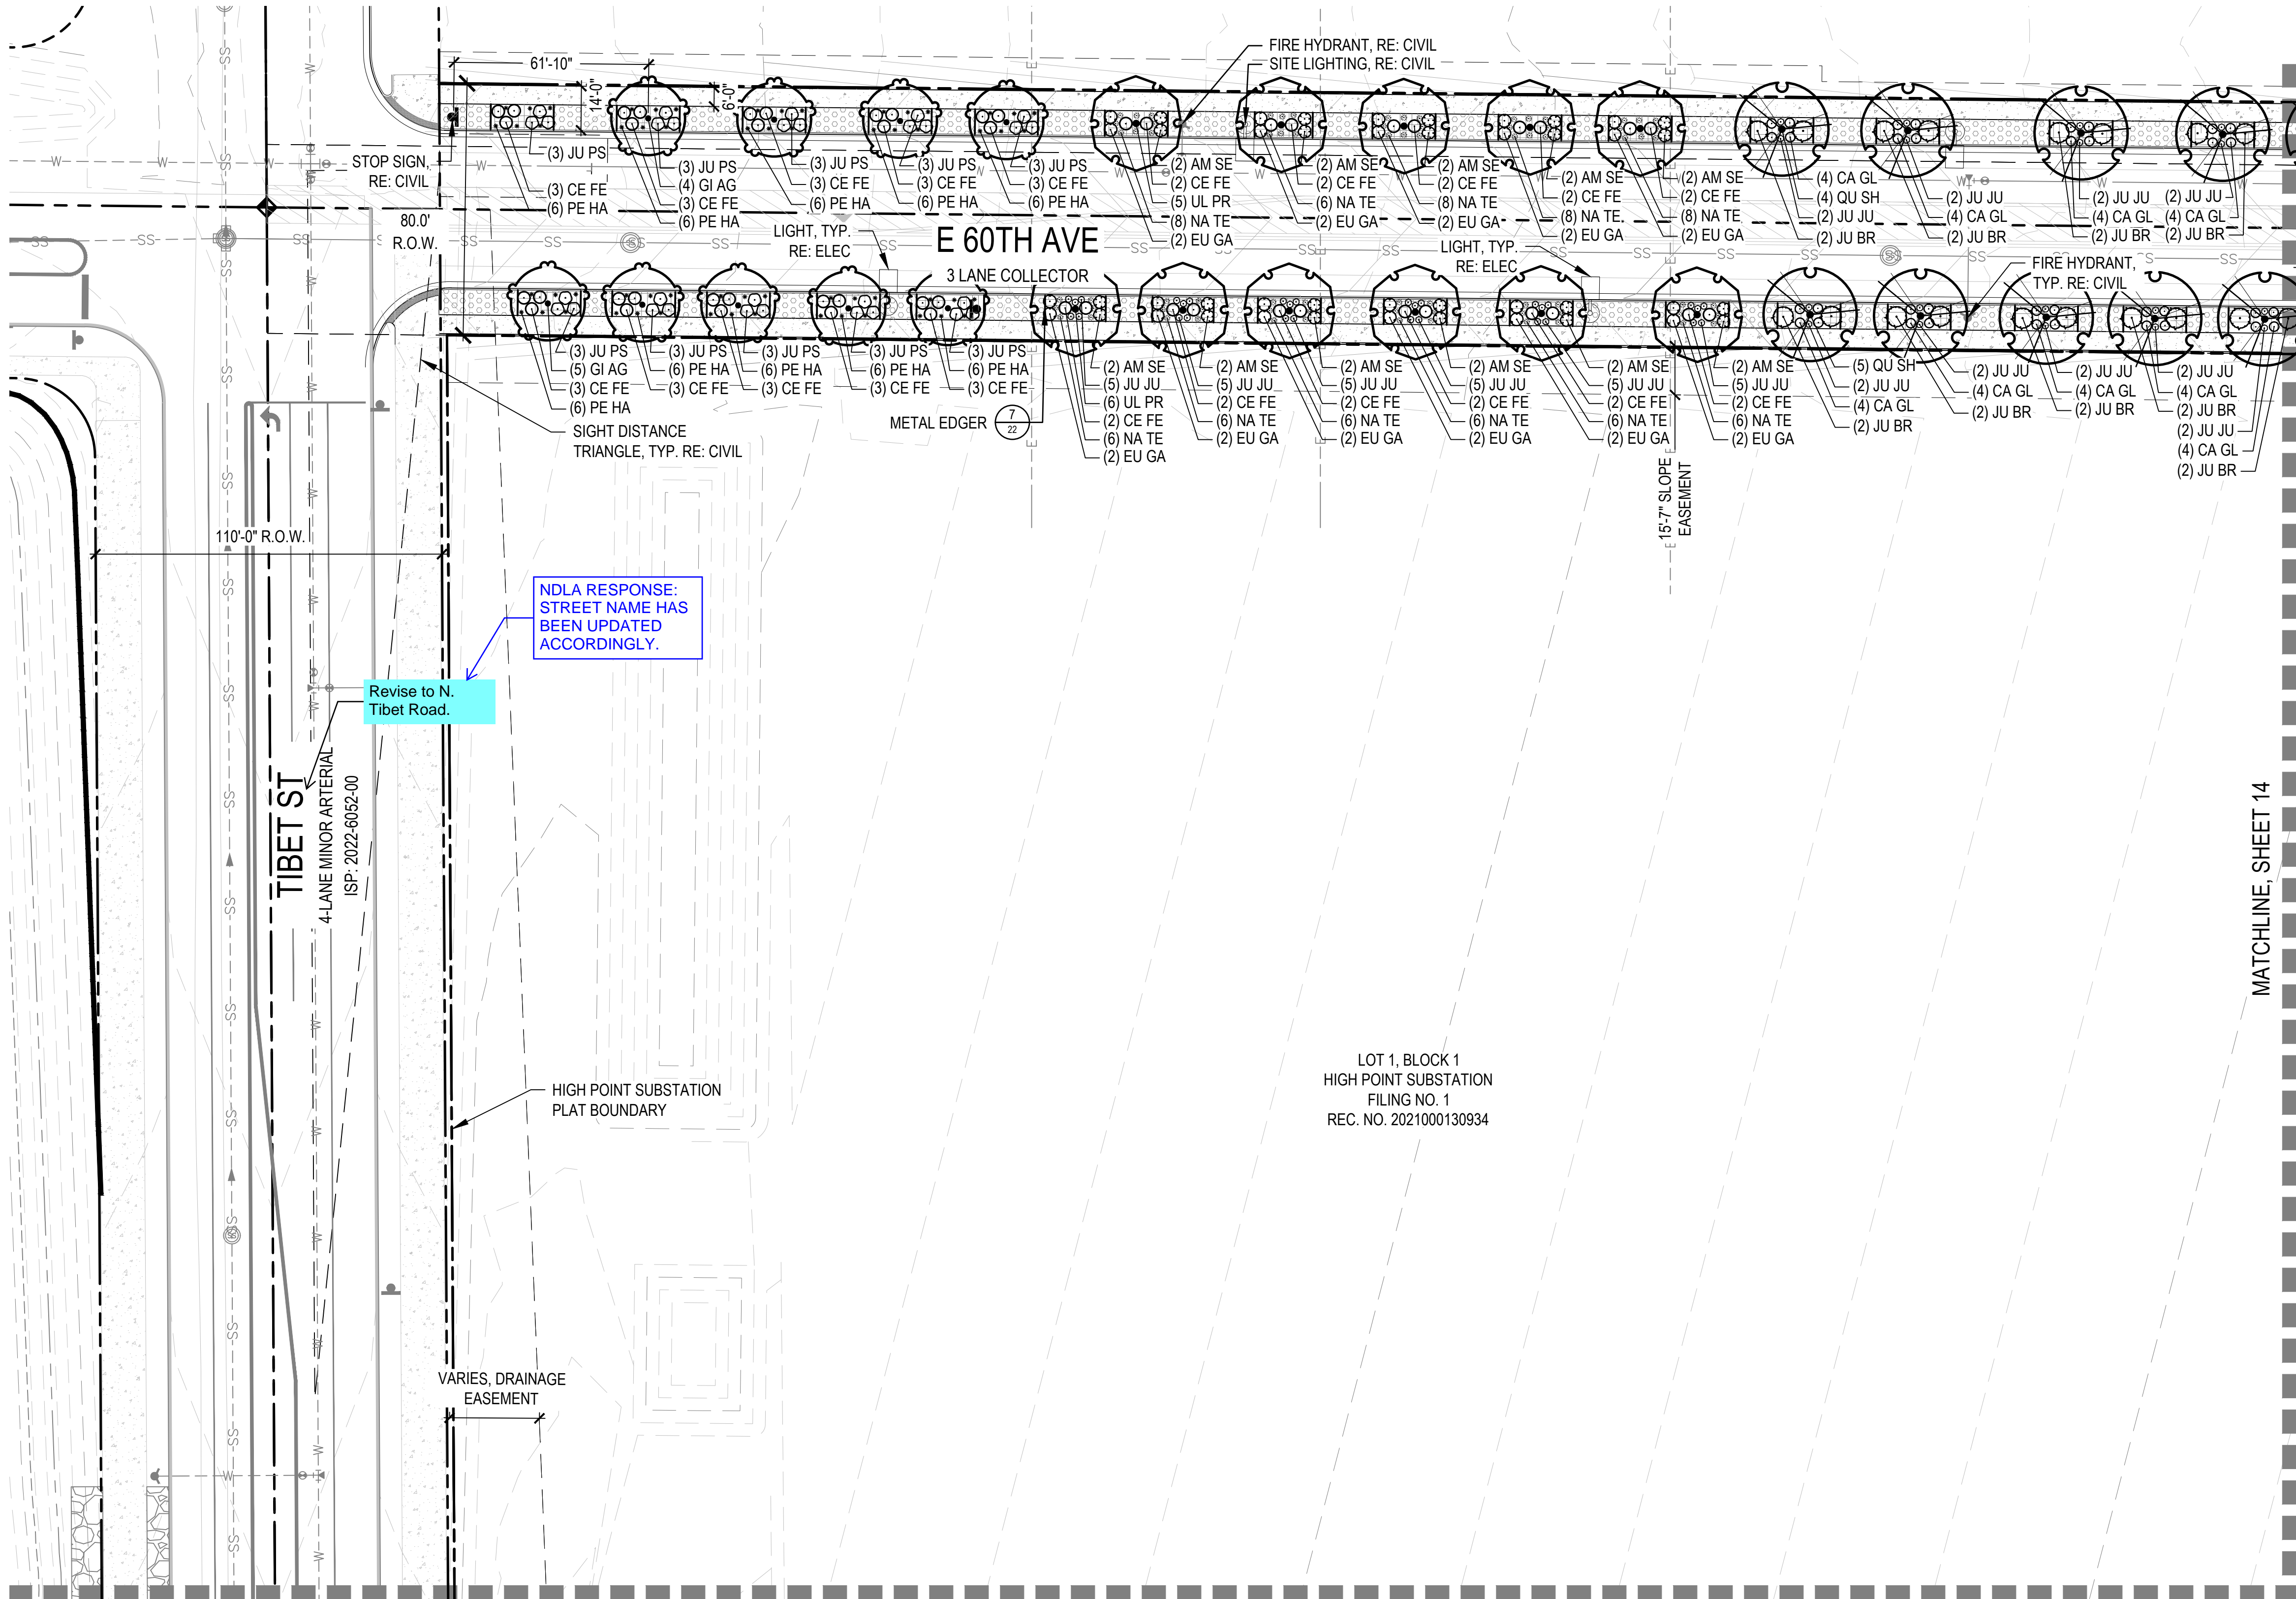 61'-10"
14'-0"
6'-0"
FIRE HYDRANT, RE: CIVIL
SITE LIGHTING, RE: CIVIL
STOP SIGN,
RE: CIVIL
(3) JU PS
(3) CE FE
(6) PE HA
(3) JU PS
(4) GI AG
(3) CE FE
(6) PE HA
(3) JU PS
(3) CE FE
(6) PE HA
(3) JU PS
(3) CE FE
(6) PE HA
(3) JU PS
(3) CE FE
(6) PE HA
(2) AM SE
(2) CE FE
(5) UL PR
(8) NA TE
(2) EU GA
(2) AM SE
(2) CE FE
(6) NA TE
(2) EU GA
(2) AM SE
(2) CE FE
(8) NA TE
(2) EU GA
(2) AM SE
(2) CE FE
(8) NA TE
(2) EU GA
(2) AM SE
(2) CE FE
(8) NA TE
(2) EU GA
(4) CA GL
(4) QU SH
(2) JU JU
(2) JU BR
(2) JU JU
(4) CA GL
(2) JU BR
(2) JU JU
(4) CA GL
(2) JU BR
(2) JU JU
(4) CA GL
(2) JU BR
80.0'
R.O.W.
LIGHT, TYP.
RE: ELEC
E 60TH AVE
3 LANE COLLECTOR
LIGHT, TYP.
RE: ELEC
FIRE HYDRANT,
TYP. RE: CIVIL
(3) JU PS
(5) GI AG
(3) CE FE
(6) PE HA
(3) JU PS
(6) PE HA
(3) CE FE
(3) JU PS
(6) PE HA
(3) CE FE
(3) JU PS
(6) PE HA
(3) CE FE
(3) JU PS
(6) PE HA
(3) CE FE
METAL EDGER
7
22
(2) AM SE
(5) JU JU
(6) UL PR
(2) CE FE
(6) NA TE
(2) EU GA
(2) AM SE
(5) JU JU
(2) CE FE
(6) NA TE
(2) EU GA
(2) AM SE
(5) JU JU
(2) CE FE
(6) NA TE
(2) EU GA
(2) AM SE
(5) JU JU
(2) CE FE
(6) NA TE
(2) EU GA
(2) AM SE
(5) JU JU
(2) CE FE
(6) NA TE
(2) EU GA
(2) AM SE
(5) JU JU
(2) CE FE
(6) NA TE
(2) EU GA
(5) QU SH
(2) JU JU
(4) CA GL
(2) JU BR
(2) JU JU
(4) CA GL
(2) JU BR
(2) JU JU
(4) CA GL
(2) JU BR
(2) JU JU
(4) CA GL
(2) JU BR
(2) JU JU
(4) CA GL
(2) JU BR
SIGHT DISTANCE
TRIANGLE, TYP. RE: CIVIL
15'-7" SLOPE
EASEMENT
110'-0" R.O.W.
NDLA RESPONSE:
STREET NAME HAS
BEEN UPDATED
ACCORDINGLY.
Revise to N.
Tibet Road.
TIBET ST
4-LANE MINOR ARTERIAL
ISP: 2022-6052-00
MATCHLINE, SHEET 14
HIGH POINT SUBSTATION
PLAT BOUNDARY
LOT 1, BLOCK 1
HIGH POINT SUBSTATION
FILING NO. 1
REC. NO. 2021000130934
VARIES, DRAINAGE
EASEMENT